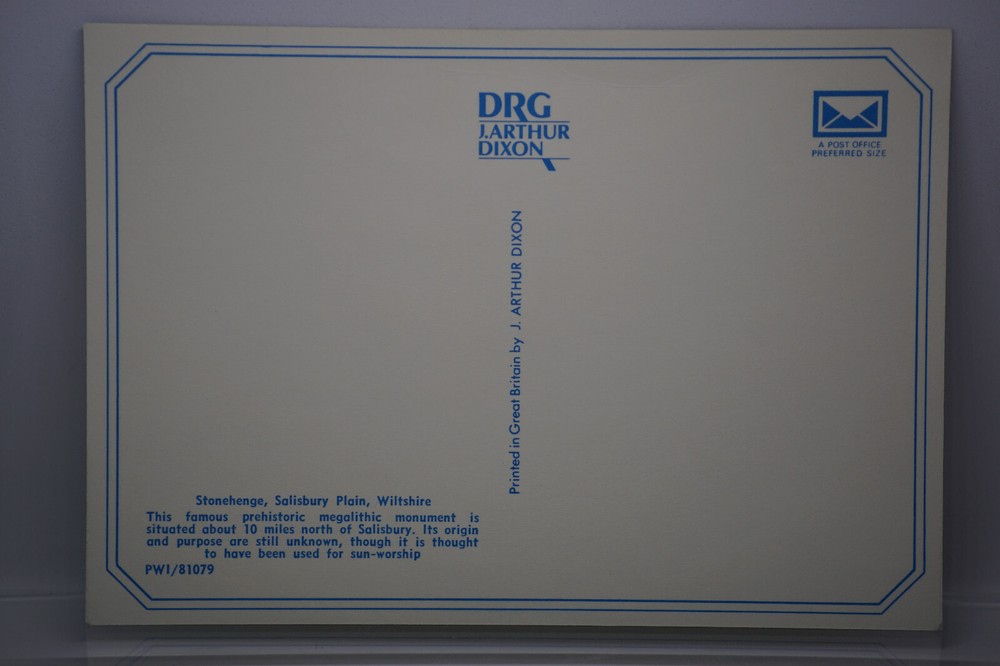 DRG
J.ARTHUR
DIXON
A POST OFFICE
PREFERRED SIZE
Printed in Great Britain by J. ARTHUR DIXON
Stonehenge, Salisbury Plain, Wiltshire
This famous prehistoric megalithic monument is
situated about 10 miles north of Salisbury. Its origin
and purpose are still unknown, though it is thought
to have been used for sun-worship
PWI/81079